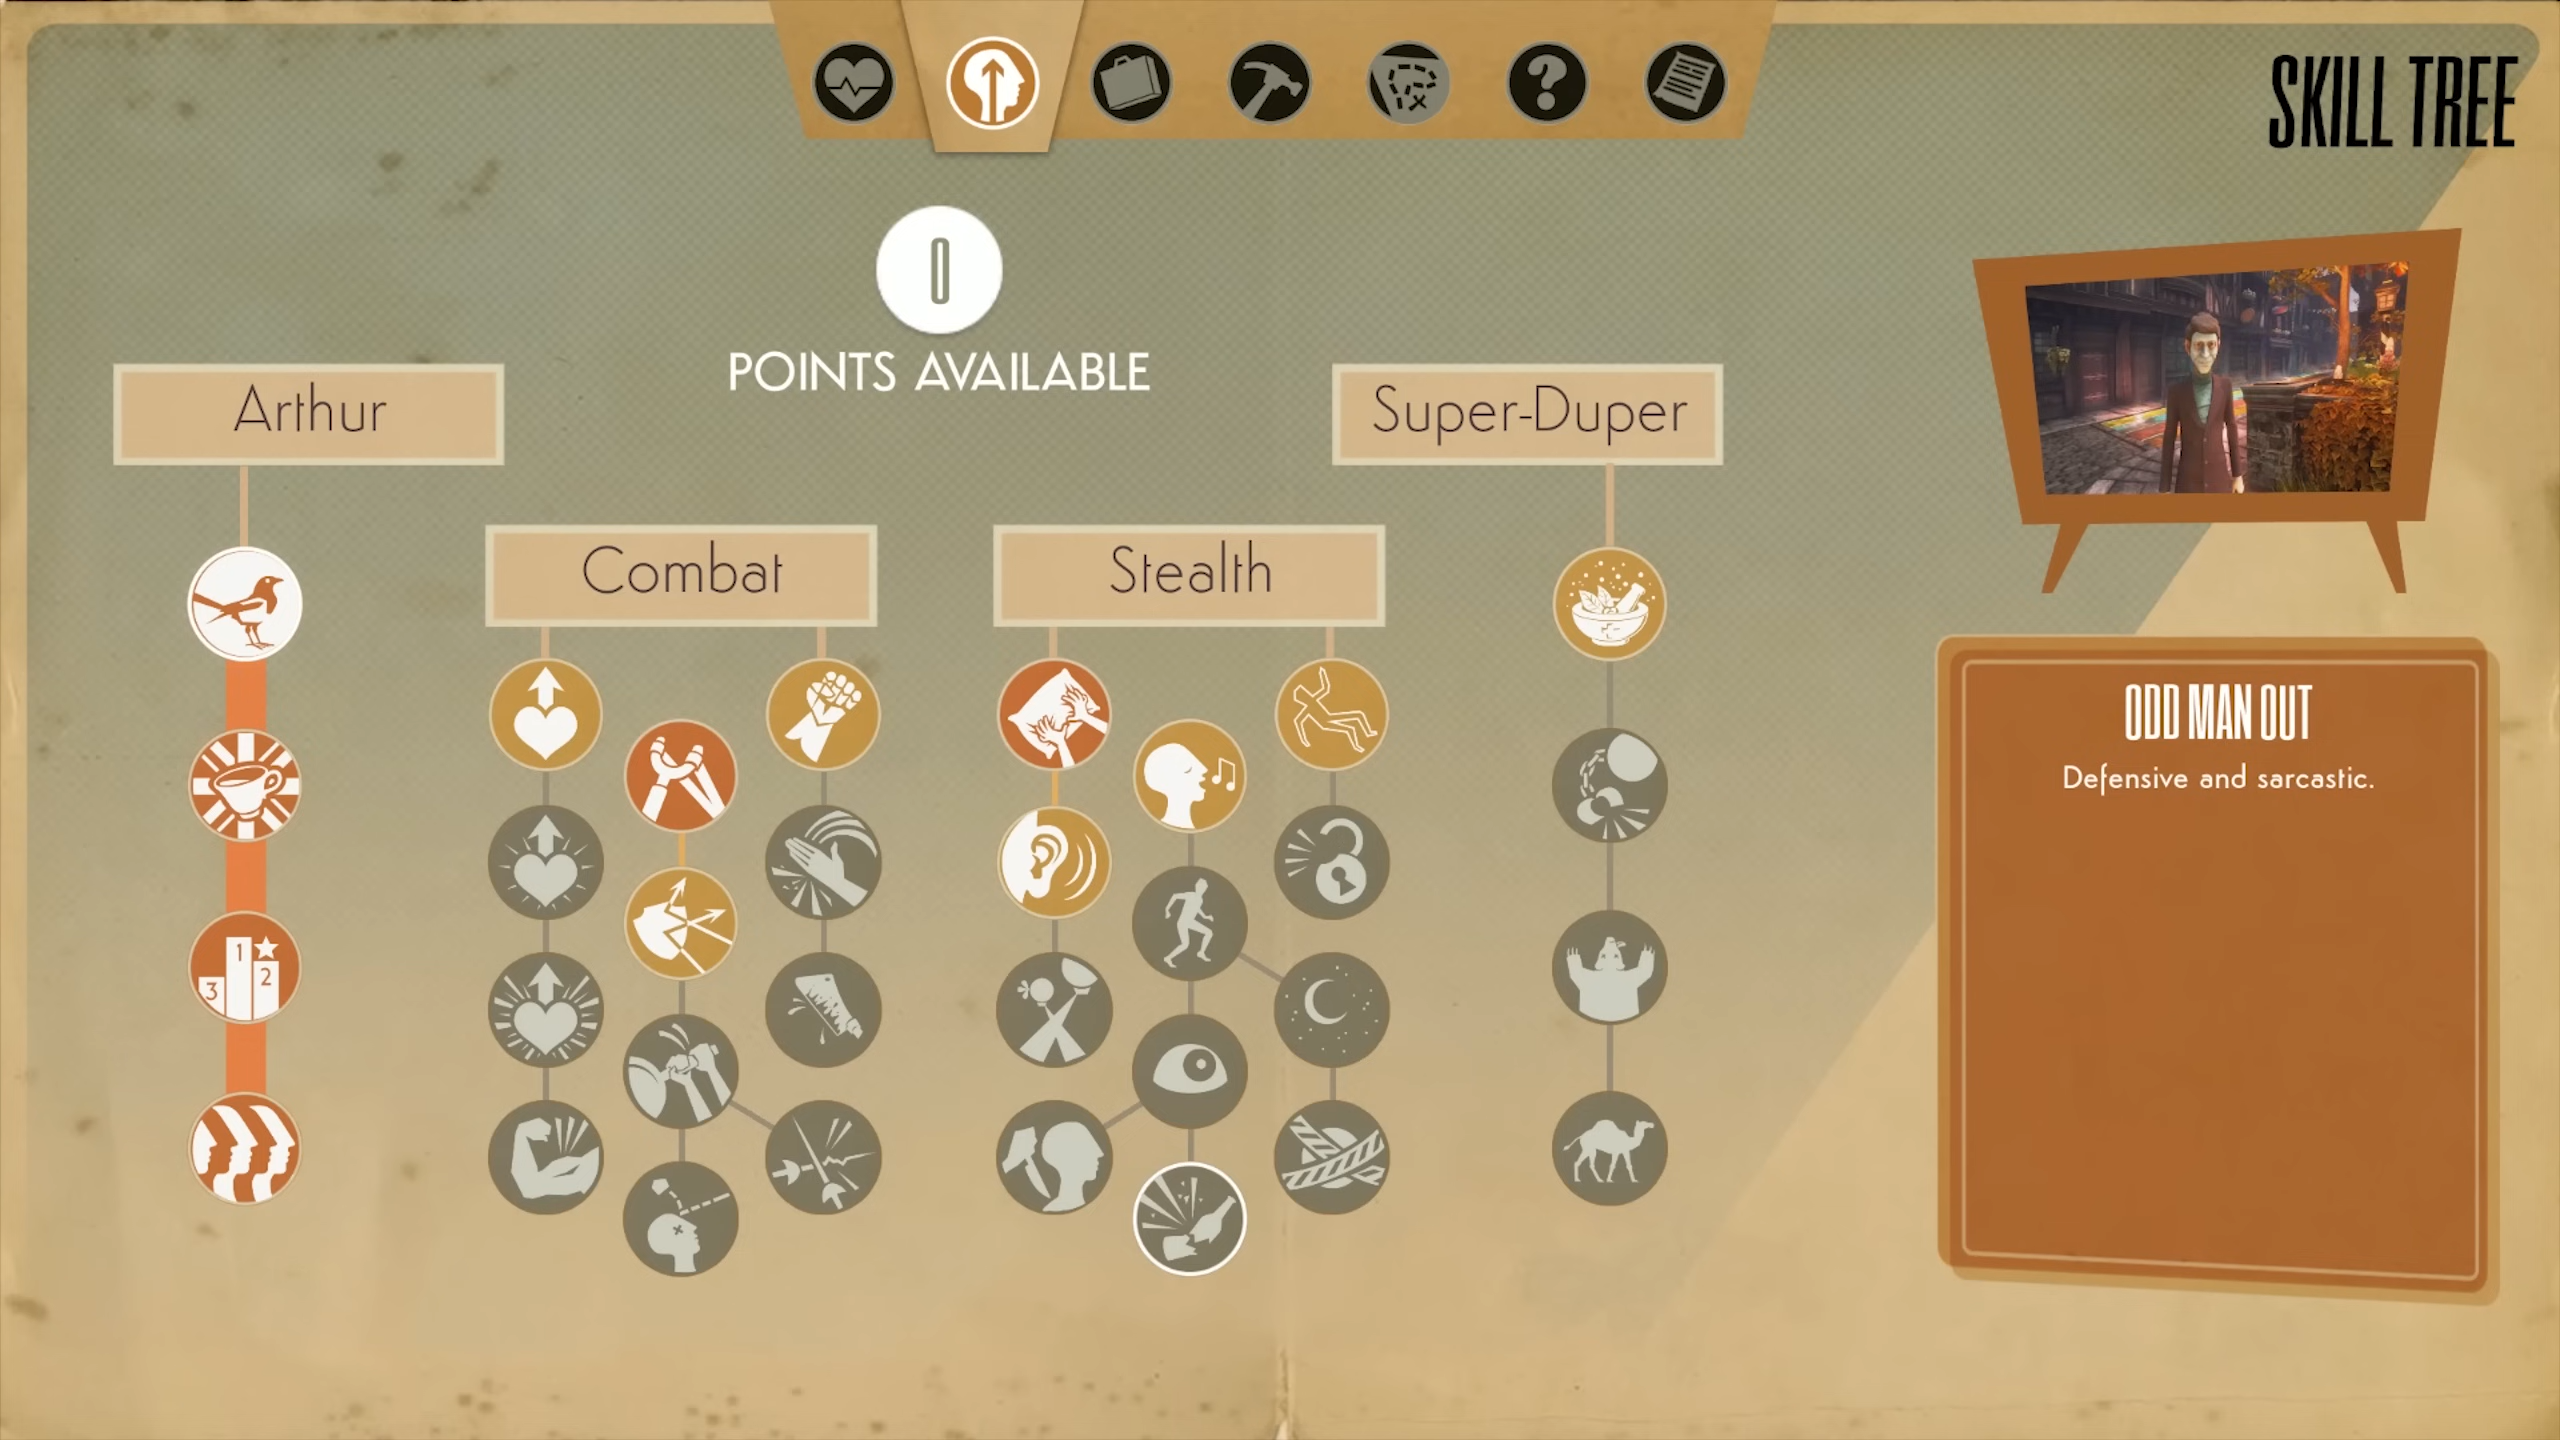 ?
SKILL TREE
0
POINTS AVAILABLE
Arthur
Super-Duper
Combat
Stealth
ODD MAN OUT
Defensive and sarcastic.
1
2
3